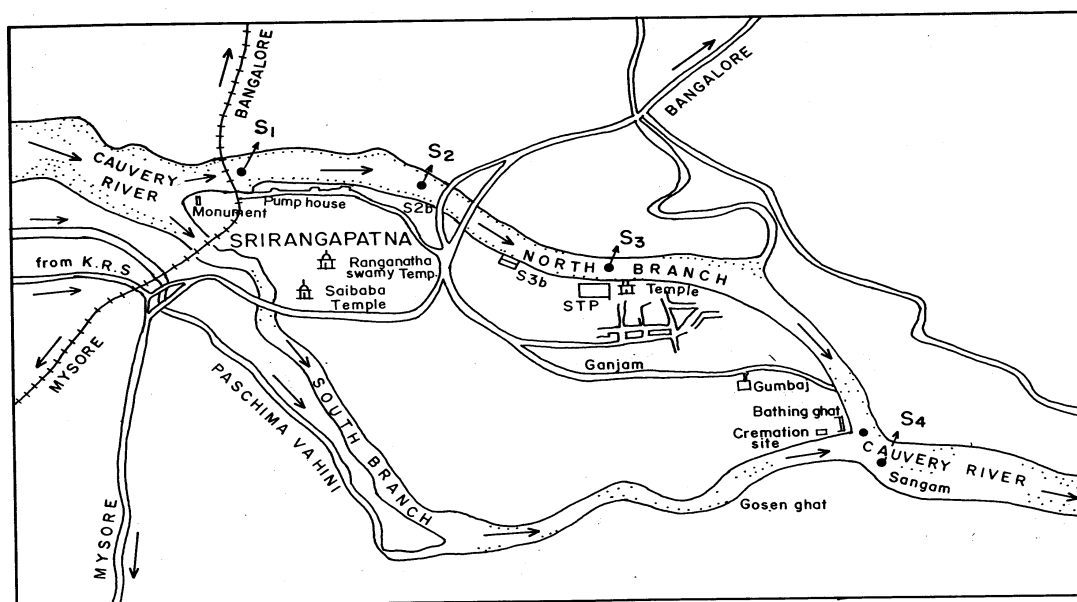 BANGALORE
BANGALORE
S1
S2
CAUVERY
RIVER
Monument
Pump house
S2b
SRIRANGAPATNA
Ranganatha
swamy Temp.
Saibaba
Temple
from K.R.S
S3
NORTH BRANCH
S3b
STP
Temple
MYSORE
PASCHIMA VAHINI
SOUTH BRANCH
Ganjam
Gumbaj
Bathing ghat
Cremation
site
S4
CAUVERY RIVER
Sangam
Gosen ghat
MYSORE